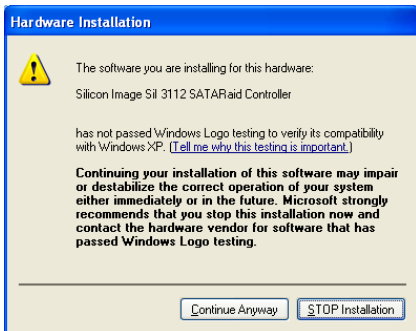 Hardware Installation
The software you are installing for this hardware:
Silicon Image SiI 3112 SATARaid Controller
has not passed Windows Logo testing to verify its compatibility
with Windows XP. (Tell me why this testing is important.)
Continuing your installation of this software may impair
or destabilize the correct operation of your system
either immediately or in the future. Microsoft strongly
recommends that you stop this installation now and
contact the hardware vendor for software that has
passed Windows Logo testing.
Continue Anyway
STOP Installation